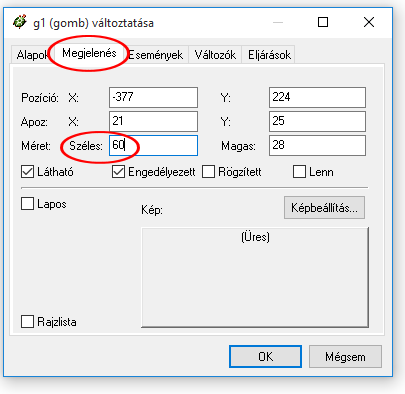 g1 (gomb) változtatása
Alapok Megjelenés Események Változók Eljárások
Pozíció: X: -377 Y: 224
Apoz: X: 21 Y: 25
Méret: Széles: 60 Magas: 28
Látható Engedélyezett Rögzített Lenn
Lapos Kép: Képbeállítás...
(Üres)
Rajzlista
OK Mégsem